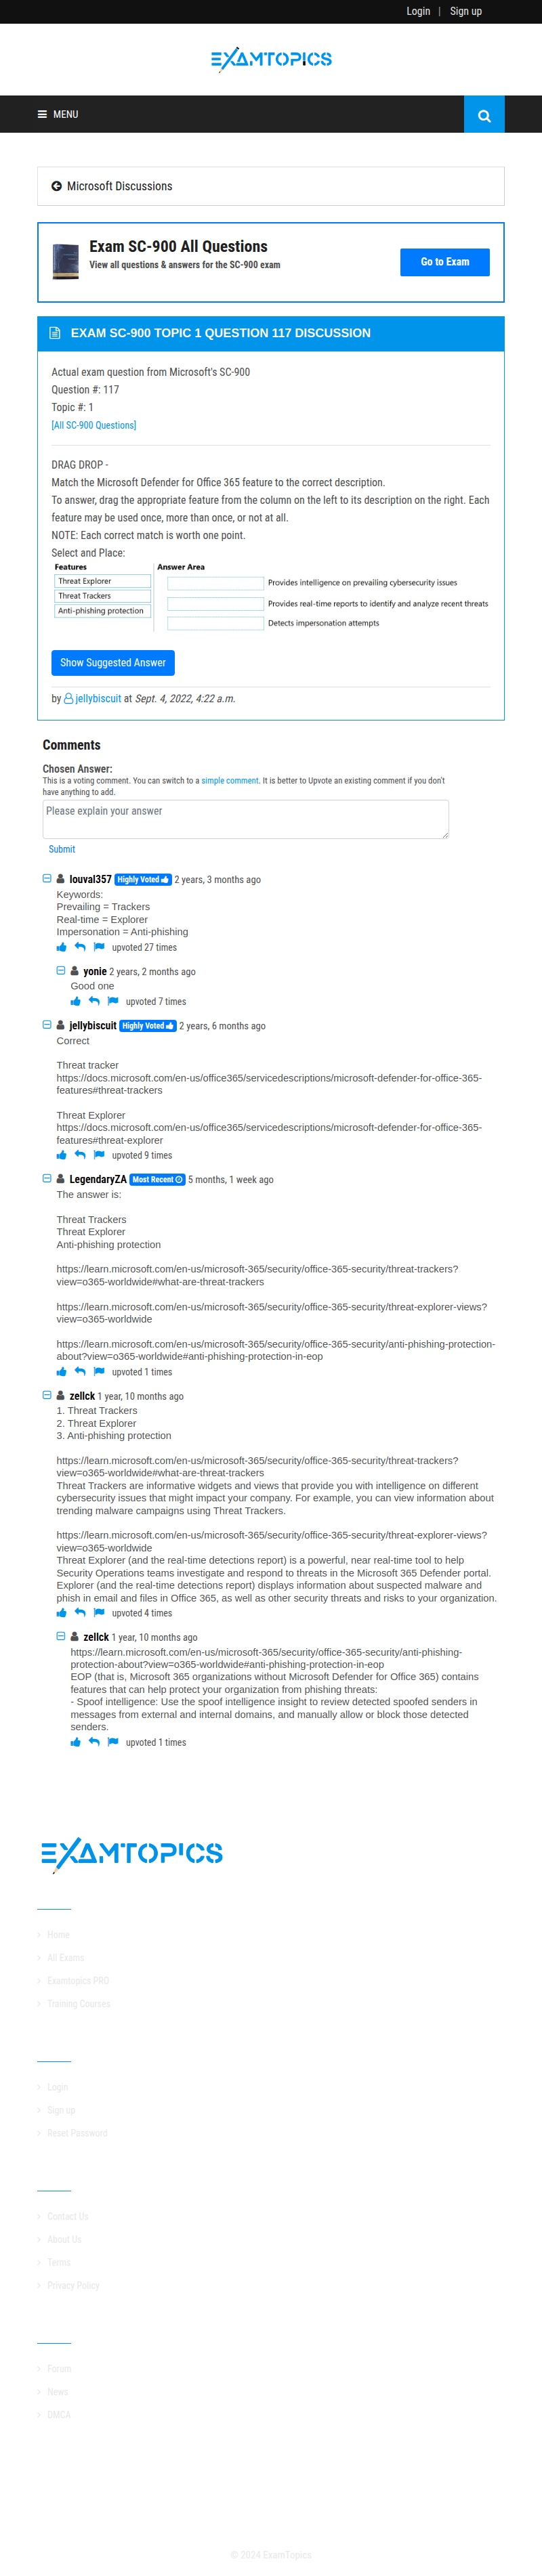 Login | Sign up
EXAMTOPICS
MENU
Microsoft Discussions
Exam SC-900 All Questions
View all questions & answers for the SC-900 exam
Go to Exam
EXAM SC-900 TOPIC 1 QUESTION 117 DISCUSSION
Actual exam question from Microsoft's SC-900
Question #: 117
Topic #: 1
[All SC-900 Questions]
DRAG DROP -
Match the Microsoft Defender for Office 365 feature to the correct description.
To answer, drag the appropriate feature from the column on the left to its description on the right. Each
feature may be used once, more than once, or not at all.
NOTE: Each correct match is worth one point.
Select and Place:
Features
Answer Area
Threat Explorer
Provides intelligence on prevailing cybersecurity issues
Threat Trackers
Provides real-time reports to identify and analyze recent threats
Anti-phishing protection
Detects impersonation attempts
Show Suggested Answer
by jellybiscuit at Sept. 4, 2022, 4:22 a.m.
Comments
Chosen Answer:
This is a voting comment. You can switch to a simple comment. It is better to Upvote an existing comment if you don't
have anything to add.
Please explain your answer
Submit
louval357 Highly Voted 2 years, 3 months ago
Keywords:
Prevailing = Trackers
Real-time = Explorer
Impersonation = Anti-phishing
upvoted 27 times
yonie 2 years, 2 months ago
Good one
upvoted 7 times
jellybiscuit Highly Voted 2 years, 6 months ago
Correct
Threat tracker
https://docs.microsoft.com/en-us/office365/servicedescriptions/microsoft-defender-for-office-365-
features#threat-trackers
Threat Explorer
https://docs.microsoft.com/en-us/office365/servicedescriptions/microsoft-defender-for-office-365-
features#threat-explorer
upvoted 9 times
LegendaryZA Most Recent 5 months, 1 week ago
The answer is:
Threat Trackers
Threat Explorer
Anti-phishing protection
https://learn.microsoft.com/en-us/microsoft-365/security/office-365-security/threat-trackers?
view=o365-worldwide#what-are-threat-trackers
https://learn.microsoft.com/en-us/microsoft-365/security/office-365-security/threat-explorer-views?
view=o365-worldwide
https://learn.microsoft.com/en-us/microsoft-365/security/office-365-security/anti-phishing-protection-
about?view=o365-worldwide#anti-phishing-protection-in-eop
upvoted 1 times
zellck 1 year, 10 months ago
1. Threat Trackers
2. Threat Explorer
3. Anti-phishing protection
https://learn.microsoft.com/en-us/microsoft-365/security/office-365-security/threat-trackers?
view=o365-worldwide#what-are-threat-trackers
Threat Trackers are informative widgets and views that provide you with intelligence on different
cybersecurity issues that might impact your company. For example, you can view information about
trending malware campaigns using Threat Trackers.
https://learn.microsoft.com/en-us/microsoft-365/security/office-365-security/threat-explorer-views?
view=o365-worldwide
Threat Explorer (and the real-time detections report) is a powerful, near real-time tool to help
Security Operations teams investigate and respond to threats in the Microsoft 365 Defender portal.
Explorer (and the real-time detections report) displays information about suspected malware and
phish in email and files in Office 365, as well as other security threats and risks to your organization.
upvoted 4 times
zellck 1 year, 10 months ago
https://learn.microsoft.com/en-us/microsoft-365/security/office-365-security/anti-phishing-
protection-about?view=o365-worldwide#anti-phishing-protection-in-eop
EOP (that is, Microsoft 365 organizations without Microsoft Defender for Office 365) contains
features that can help protect your organization from phishing threats:
- Spoof intelligence: Use the spoof intelligence insight to review detected spoofed senders in
messages from external and internal domains, and manually allow or block those detected
senders.
upvoted 1 times
EXAMTOPICS
Home
All Exams
Examtopics PRO
Training Courses
Login
Sign up
Reset Password
Contact Us
About Us
Terms
Privacy Policy
Forum
News
DMCA
© 2024 ExamTopics